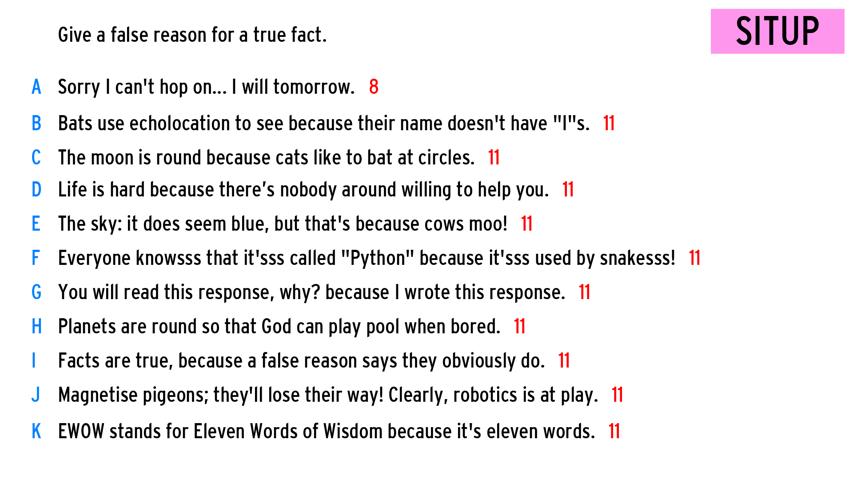 Give a false reason for a true fact.
SITUP
A Sorry I can't hop on... I will tomorrow. 8
B Bats use echolocation to see because their name doesn't have "I"s. 11
C The moon is round because cats like to bat at circles. 11
D Life is hard because there's nobody around willing to help you. 11
E The sky: it does seem blue, but that's because cows moo! 11
F Everyone knowsss that it'sss called "Python" because it'sss used by snakesss! 11
G You will read this response, why? because I wrote this response. 11
H Planets are round so that God can play pool when bored. 11
I Facts are true, because a false reason says they obviously do. 11
J Magnetise pigeons; they'll lose their way! Clearly, robotics is at play. 11
K EWOW stands for Eleven Words of Wisdom because it's eleven words. 11